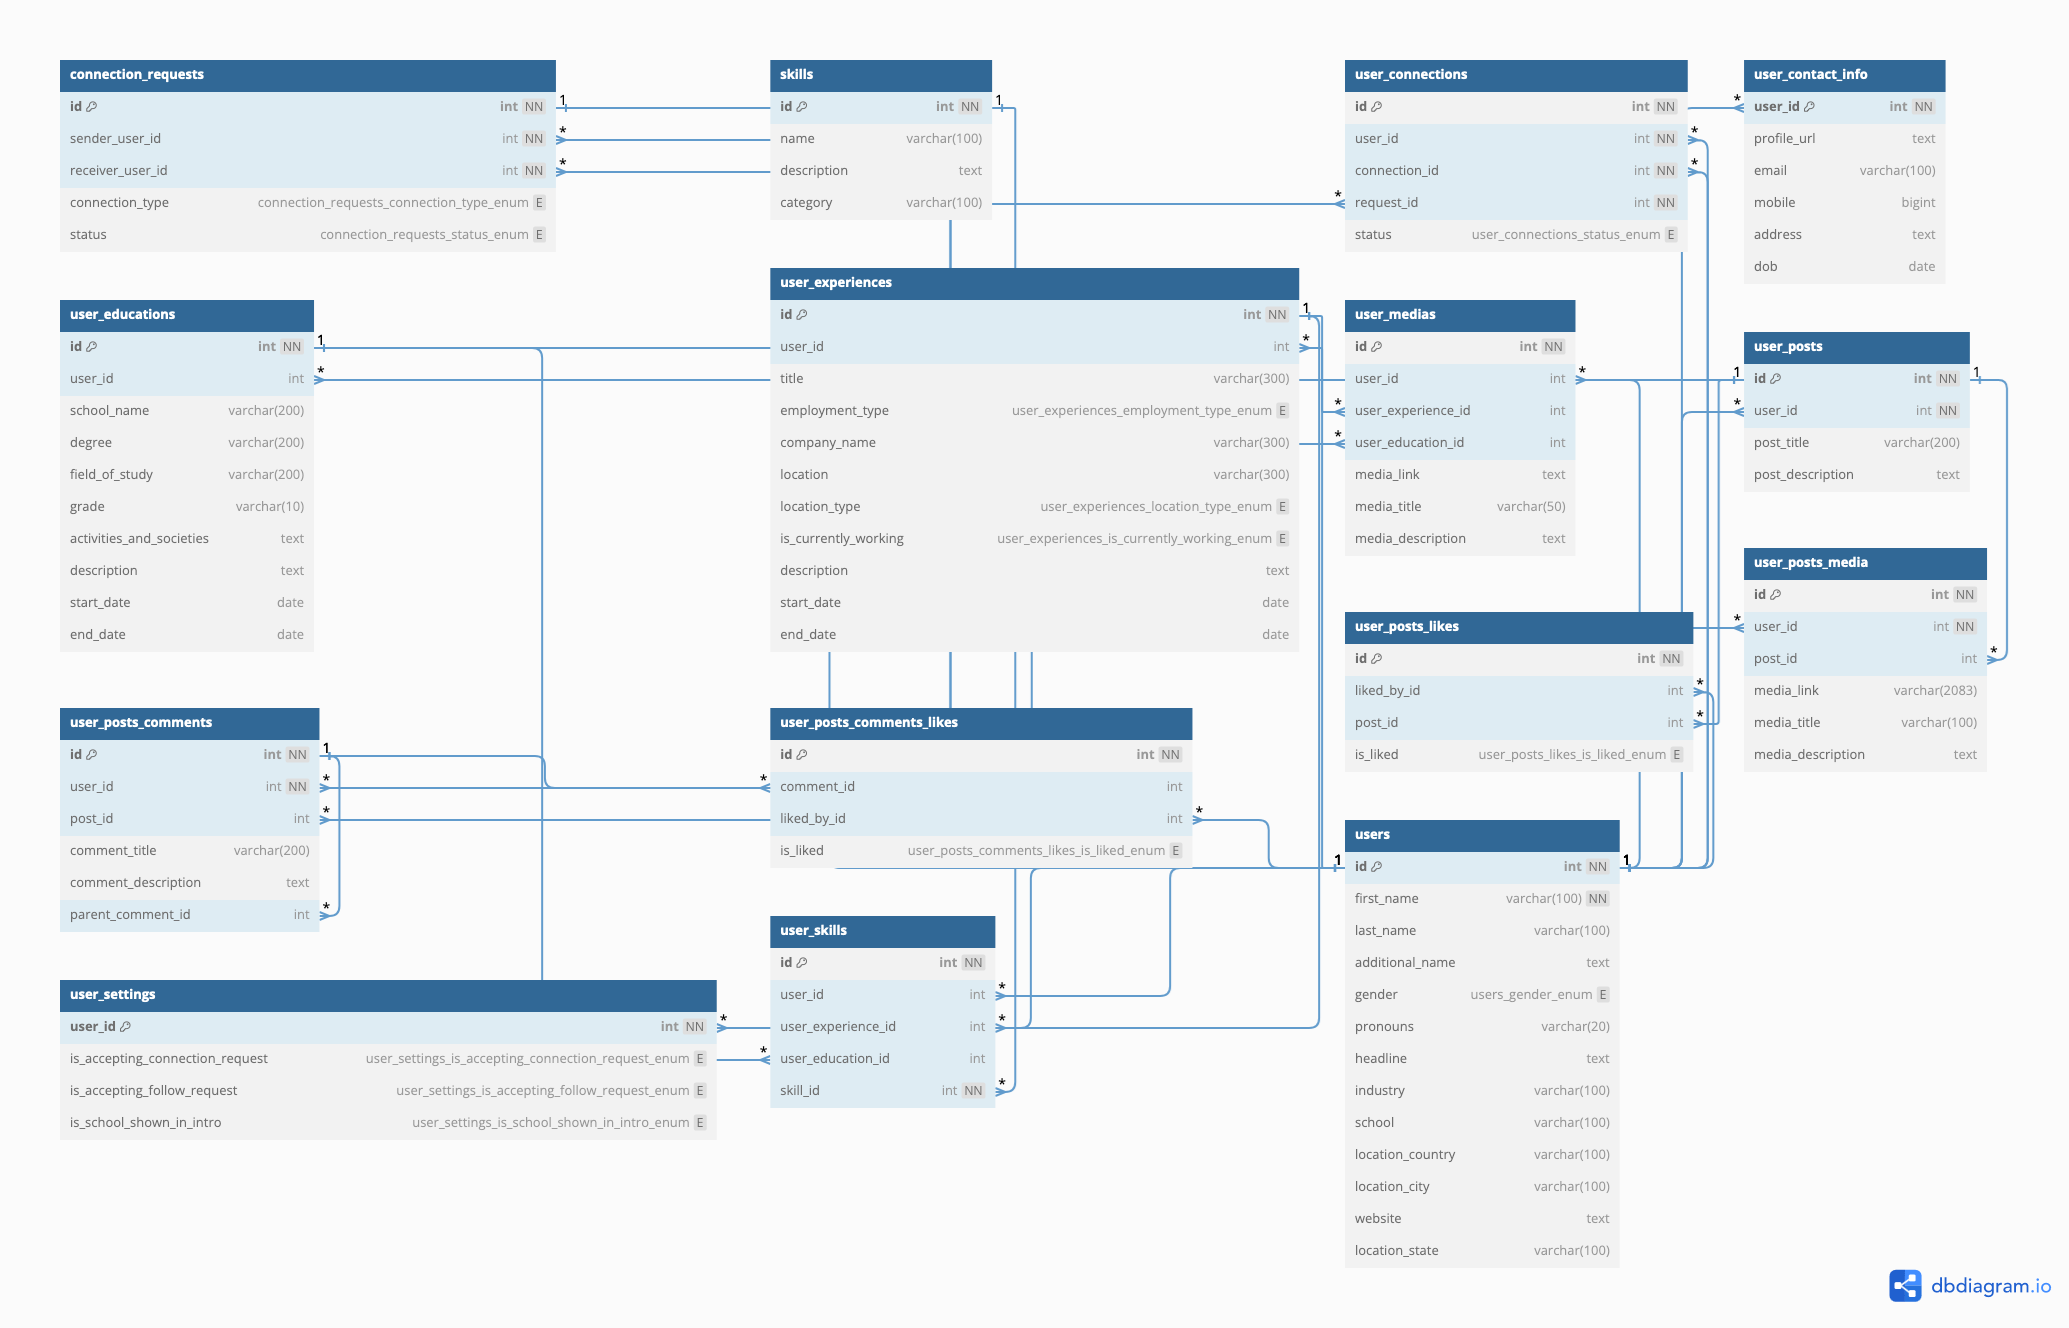 connection_requests
id int NN
sender_user_id int NN
receiver_user_id int NN
connection_type connection_requests_connection_type_enum E
status connection_requests_status_enum E
1
*
*
skills
id int NN
name varchar(100)
description text
category varchar(100)
1
user_connections
id int NN
user_id int NN
connection_id int NN
request_id int NN
status user_connections_status_enum E
*
*
*
user_contact_info
user_id int NN
profile_url text
email varchar(100)
mobile bigint
address text
dob date
*
user_educations
id int NN
user_id int
school_name varchar(200)
degree varchar(200)
field_of_study varchar(200)
grade varchar(10)
activities_and_societies text
description text
start_date date
end_date date
1
*
user_experiences
id int NN
user_id int
title varchar(300)
employment_type user_experiences_employment_type_enum E
company_name varchar(300)
location varchar(300)
location_type user_experiences_location_type_enum E
is_currently_working user_experiences_is_currently_working_enum E
description text
start_date date
end_date date
1
*
user_medias
id int NN
user_id int
user_experience_id int
user_education_id int
media_link text
media_title varchar(50)
media_description text
*
*
*
user_posts
id int NN
user_id int NN
post_title varchar(200)
post_description text
1
1
*
user_posts_media
id int NN
user_id int NN
post_id int
media_link varchar(2083)
media_title varchar(100)
media_description text
*
*
user_posts_likes
id int NN
liked_by_id int
post_id int
is_liked user_posts_likes_is_liked_enum E
*
*
user_posts_comments
id int NN
user_id int NN
post_id int
comment_title varchar(200)
comment_description text
parent_comment_id int
1
*
*
*
user_posts_comments_likes
id int NN
comment_id int
liked_by_id int
is_liked user_posts_comments_likes_is_liked_enum E
*
*
users
id int NN
first_name varchar(100) NN
last_name varchar(100)
additional_name text
gender users_gender_enum E
pronouns varchar(20)
headline text
industry varchar(100)
school varchar(100)
location_country varchar(100)
location_city varchar(100)
website text
location_state varchar(100)
1
1
user_settings
user_id int NN
is_accepting_connection_request user_settings_is_accepting_connection_request_enum E
is_accepting_follow_request user_settings_is_accepting_follow_request_enum E
is_school_shown_in_intro user_settings_is_school_shown_in_intro_enum E
*
user_skills
id int NN
user_id int
user_experience_id int
user_education_id int
skill_id int NN
*
*
*
*
dbdiagram.io